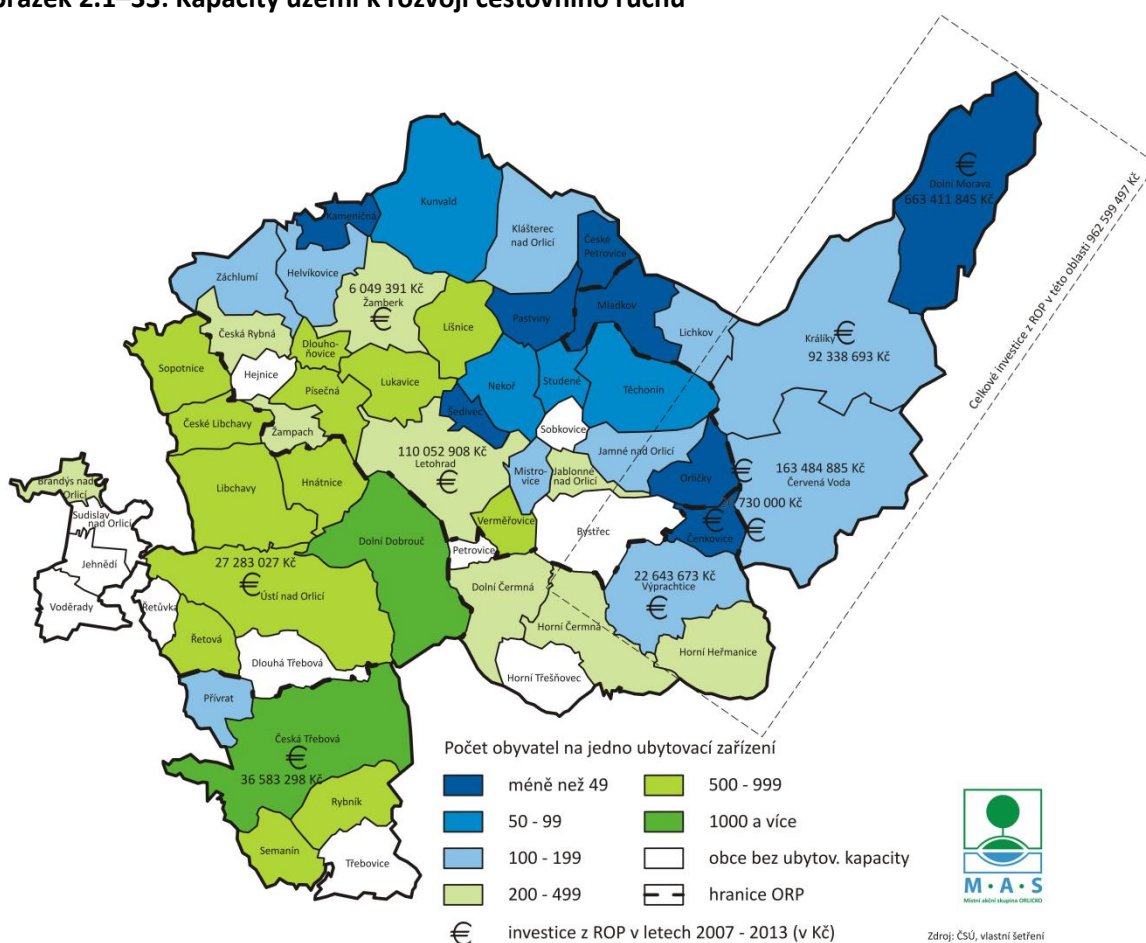 Kapacity území k rozvoji cestovního ruchu
€
Dolní Morava
663 411 845 Kč
Celkové investice z ROP v této oblasti 962 599 497 Kč
Kunvald
Kameničná
Klášterec
nad Orlicí
České
Petrovice
Záchlumí
Helvíkovice
6 049 391 Kč
Žamberk
€
Pastviny
Mladkov
Lichkov
Králíky
€
92 338 693 Kč
Česká Rybná
Dlouho-
ňovice
Líšnice
Sopotnice
Hejnice
Písečná
Lukavice
Nekoř
Studené
Těchonín
České Libchavy
Žampach
Šedivec
Sobkovice
110 052 908 Kč
Letohrad
€
Mistro-
vice
Jamné nad Orlicí
Jablonné
nad Orlicí
Orličky
€
163 484 885 Kč
Červená Voda
Brandýs nad
Orlicí
Libchavy
Hnátnice
730 000 Kč
€
€
Čenkovice
Sudislav
nad Orlicí
Dolní Dobrouč
Verměřovice
Bystřec
Jehnědí
Petrovice
27 283 027 Kč
€
Ústí nad Orlicí
Dolní Čermná
22 643 673 Kč
Výprachtice
€
Voděrady
Řetůvka
Řetová
Horní Čermná
Horní Heřmanice
Dlouhá Třebová
Horní Třešňovec
Přívrat
Česká Třebová
€
36 583 298 Kč
Rybník
Semanín
Třebovice
Počet obyvatel na jedno ubytovací zařízení
méně než 49
50 - 99
100 - 199
200 - 499
500 - 999
1000 a více
obce bez ubytov. kapacity
hranice ORP
€ investice z ROP v letech 2007 - 2013 (v Kč)
M · A · S
Místní akční skupina ORLICKO
Zdroj: ČSÚ, vlastní šetření